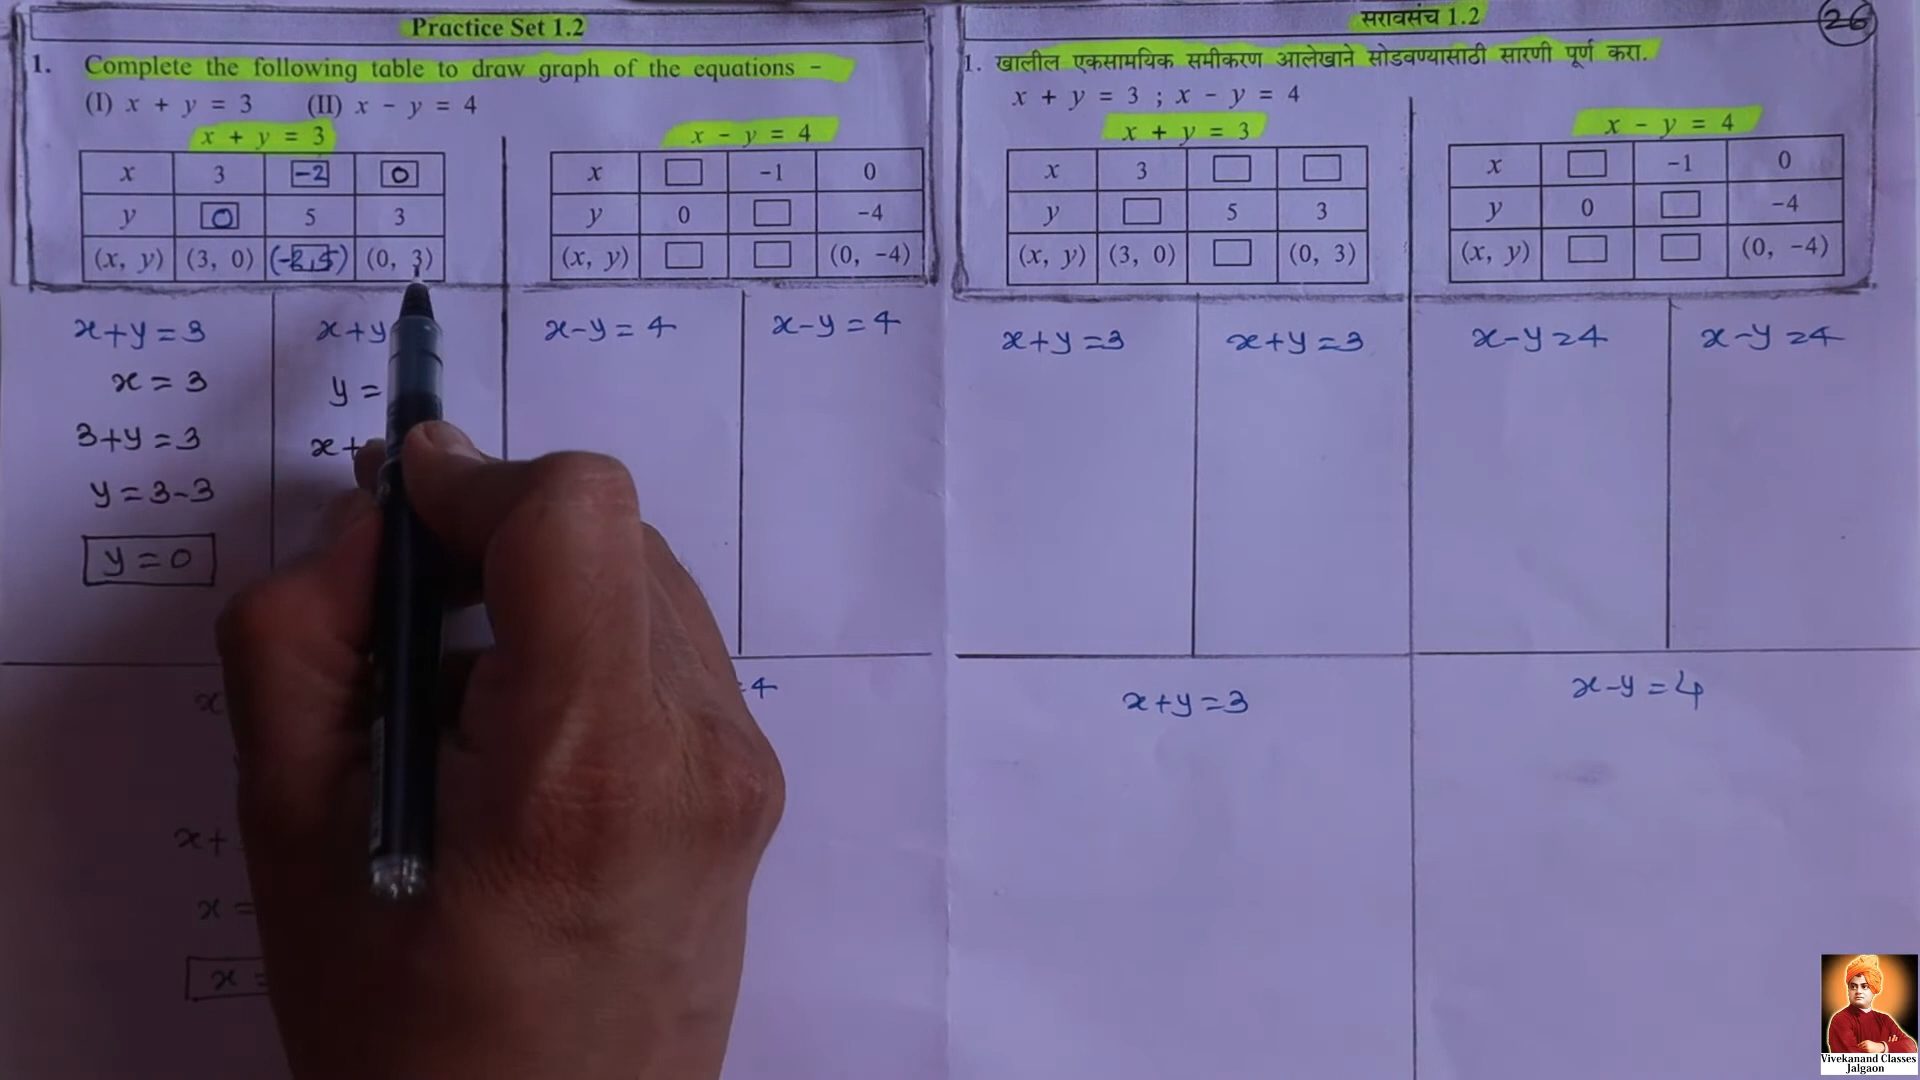 Practice Set 1.2
1. Complete the following table to draw graph of the equations -
(I) x + y = 3 (II) x - y = 4
x + y = 3
x 3 -2 0
y 0 5 3
(x, y) (3, 0) (-2,5) (0, 3)
x - y = 4
x -1 0
y 0 -4
(x, y) (0, -4)
x+y=3
x = 3
3+y=3
y=3-3
y=0
x+y
y=
x+
x-y=4
x-y=4
x
x+
x=
x=
=4
सरावसंच 1.2
26
1. खालील एकसामयिक समीकरण आलेखाने सोडवण्यासाठी सारणी पूर्ण करा.
x + y = 3 ; x - y = 4
x + y = 3
x 3
y 5 3
(x, y) (3, 0) (0, 3)
x - y = 4
x -1 0
y 0 -4
(x, y) (0, -4)
x+y=3
x+y=3
x-y=4
x-y=4
x+y=3
x-y=4
Vivekanand Classes
Jalgaon